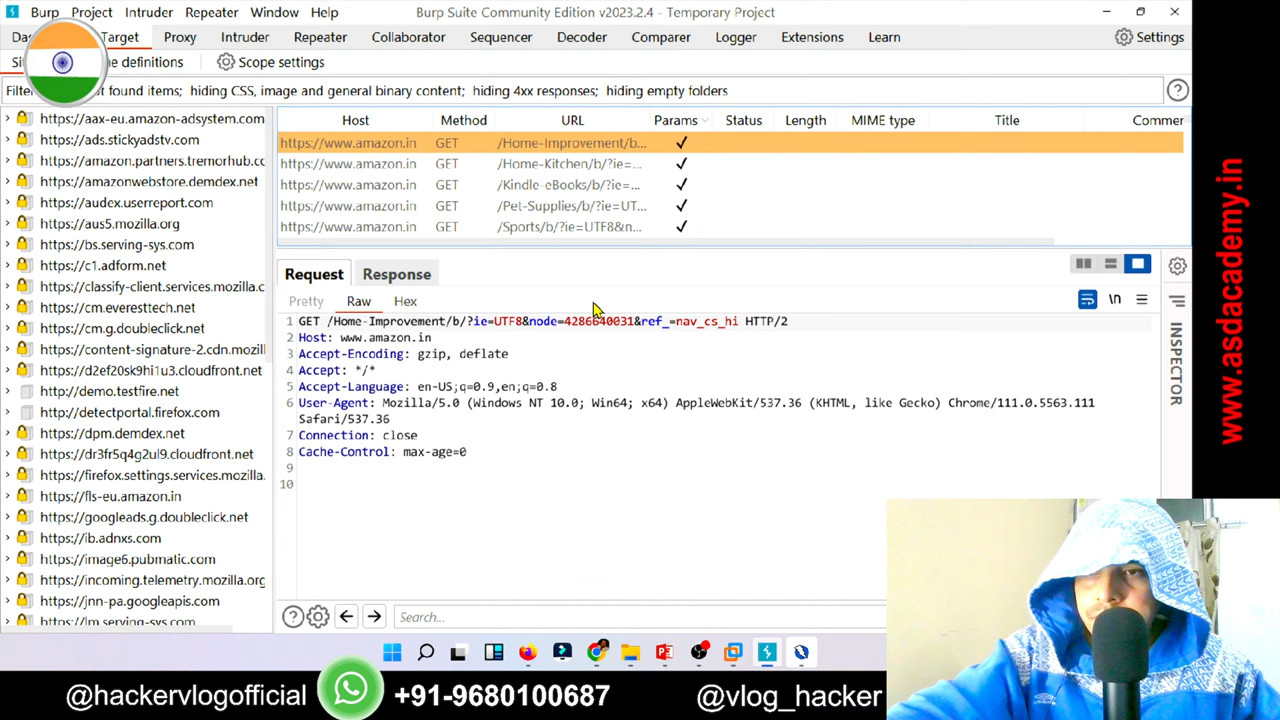 Burp Project Intruder Repeater Window Help
Burp Suite Community Edition v2023.2.4 - Temporary Project
Target Proxy Intruder Repeater Collaborator Sequencer Decoder Comparer Logger Extensions Learn
Settings
definitions Scope settings
found items; hiding CSS, image and general binary content; hiding 4xx responses; hiding empty folders
https://aax-eu.amazon-adsystem.com
https://ads.stickyadstv.com
https://amazon.partners.tremorhub.cc
https://amazonwebstore.demdex.net
https://audex.userreport.com
https://aus5.mozilla.org
https://bs.serving-sys.com
https://c1.adform.net
https://classify-client.services.mozilla.c
https://cm.everesttech.net
https://cm.g.doubleclick.net
https://content-signature-2.cdn.mozilla
https://d2ef20sk9hi1u3.cloudfront.net
http://demo.testfire.net
http://detectportal.firefox.com
https://dpm.demdex.net
https://dr3fr5q4g2ul9.cloudfront.net
https://firefox.settings.services.mozilla.
https://fls-eu.amazon.in
https://googleads.g.doubleclick.net
https://ib.adnxs.com
https://image6.pubmatic.com
https://incoming.telemetry.mozilla.org
https://jnn-pa.googleapis.com
https://lm.serving-sys.com
Host Method URL Params Status Length MIME type Title Commer
https://www.amazon.in GET /Home-Improvement/b... ✓
https://www.amazon.in GET /Home-Kitchen/b/?ie=... ✓
https://www.amazon.in GET /Kindle-eBooks/b/?ie=... ✓
https://www.amazon.in GET /Pet-Supplies/b/?ie=UT... ✓
https://www.amazon.in GET /Sports/b/?ie=UTF8&n... ✓
Request Response
Pretty Raw Hex
\n
1 GET /Home-Improvement/b/?ie=UTF8&node=4286640031&ref_=nav_cs_hi HTTP/2
2 Host: www.amazon.in
3 Accept-Encoding: gzip, deflate
4 Accept: */*
5 Accept-Language: en-US;q=0.9,en;q=0.8
6 User-Agent: Mozilla/5.0 (Windows NT 10.0; Win64; x64) AppleWebKit/537.36 (KHTML, like Gecko) Chrome/111.0.5563.111
Safari/537.36
7 Connection: close
8 Cache-Control: max-age=0
9
10
Search...
INSPECTOR
www.asdacademy.in
@hackervlogofficial
+91-9680100687
@vlog_hacker